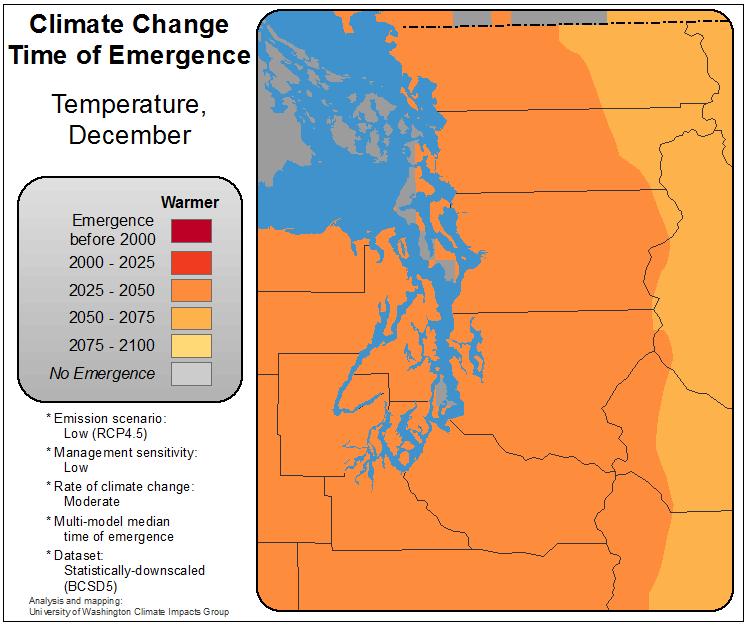 Climate Change
Time of Emergence
Temperature,
December
Warmer
Emergence
before 2000
2000 - 2025
2025 - 2050
2050 - 2075
2075 - 2100
No Emergence
* Emission scenario:
Low (RCP4.5)
* Management sensitivity:
Low
* Rate of climate change:
Moderate
* Multi-model median
time of emergence
* Dataset:
Statistically-downscaled
(BCSD5)
Analysis and mapping:
University of Washington Climate Impacts Group